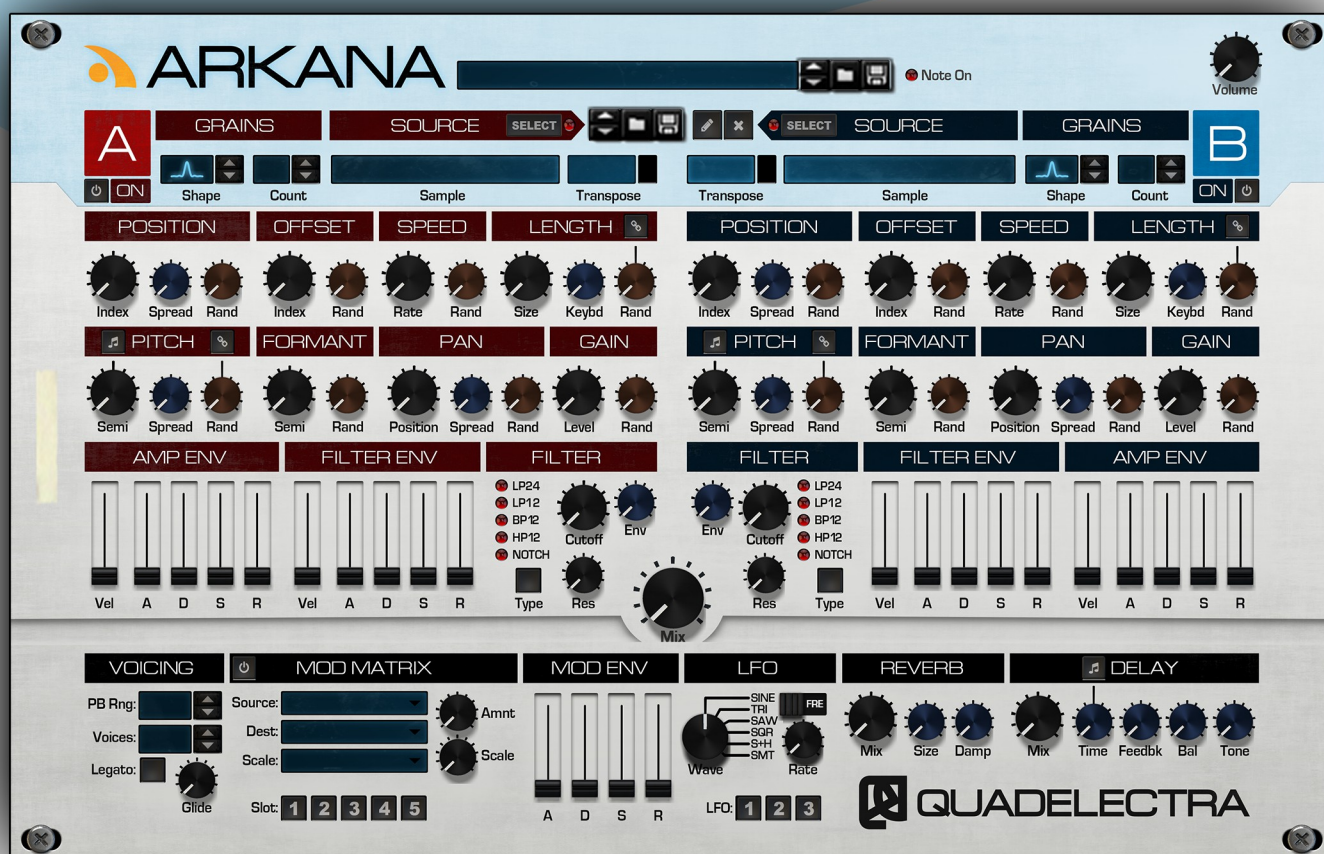 ARKANA
Note On
Volume
A GRAINS SOURCE SELECT SELECT SOURCE GRAINS B
ON Shape Count Sample Transpose Transpose Sample Shape Count ON
POSITION OFFSET SPEED LENGTH POSITION OFFSET SPEED LENGTH
Index Spread Rand Index Rand Rate Rand Size Keybd Rand Index Spread Rand Index Rand Rate Rand Size Keybd Rand
PITCH FORMANT PAN GAIN PITCH FORMANT PAN GAIN
Semi Spread Rand Semi Rand Position Spread Rand Level Rand Semi Spread Rand Semi Rand Position Spread Rand Level Rand
AMP ENV FILTER ENV FILTER FILTER FILTER ENV AMP ENV
LP24 LP24
LP12 LP12
BP12 BP12
HP12 HP12
NOTCH NOTCH
Cutoff Env Env Cutoff
Vel A D S R Vel A D S R Type Res Res Type Vel A D S R Vel A D S R
Mix
VOICING MOD MATRIX MOD ENV LFO REVERB DELAY
PB Rng: Source: Amnt
Voices: Dest:
Legato: Scale: Scale
Glide
Slot: 1 2 3 4 5
A D S R
SINE FRE
TRI
SAW
SQR
S+H
SMT
Wave Rate
LFO: 1 2 3
Mix Size Damp Mix Time Feedbk Bal Tone
QUADELECTRA